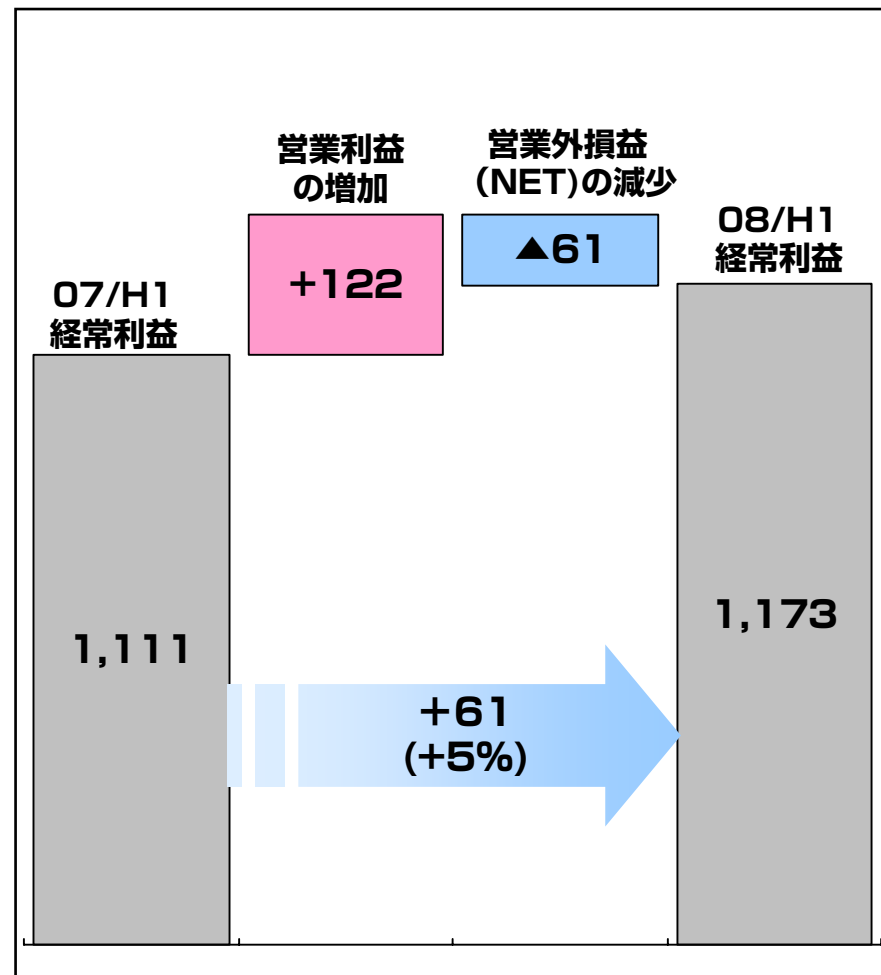 07/H1
経常利益
営業利益
の増加
営業外損益
(NET)の減少
08/H1
経常利益
+122
▲61
1,111
1,173
+61
(+5%)